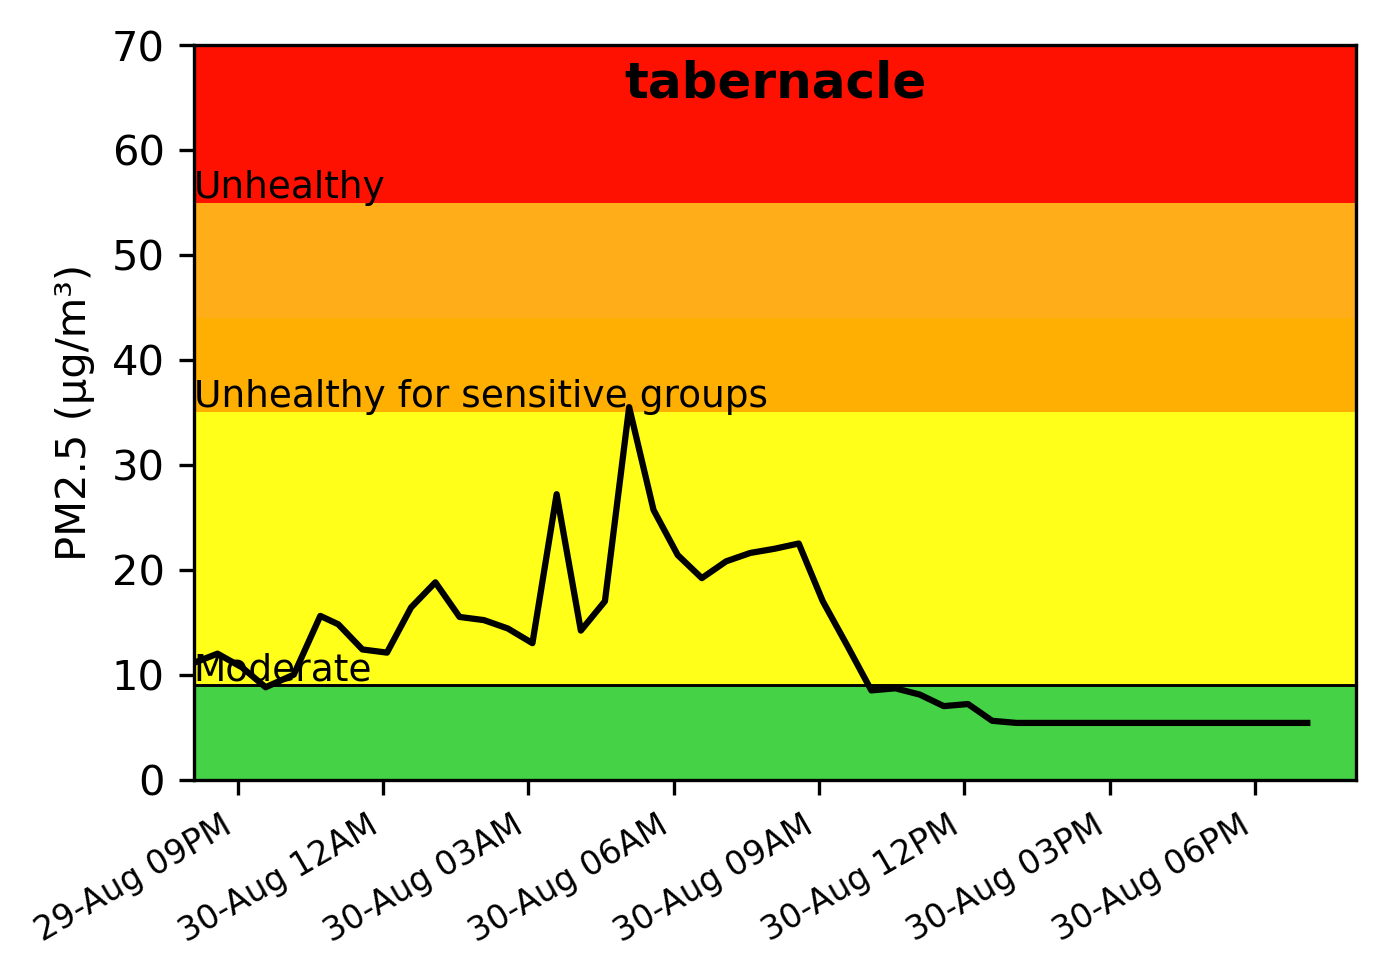 tabernacle
PM2.5 (µg/m³)
70
60
Unhealthy
50
40
Unhealthy for sensitive groups
30
20
10
Moderate
0
29-Aug 09PM
30-Aug 12AM
30-Aug 03AM
30-Aug 06AM
30-Aug 09AM
30-Aug 12PM
30-Aug 03PM
30-Aug 06PM